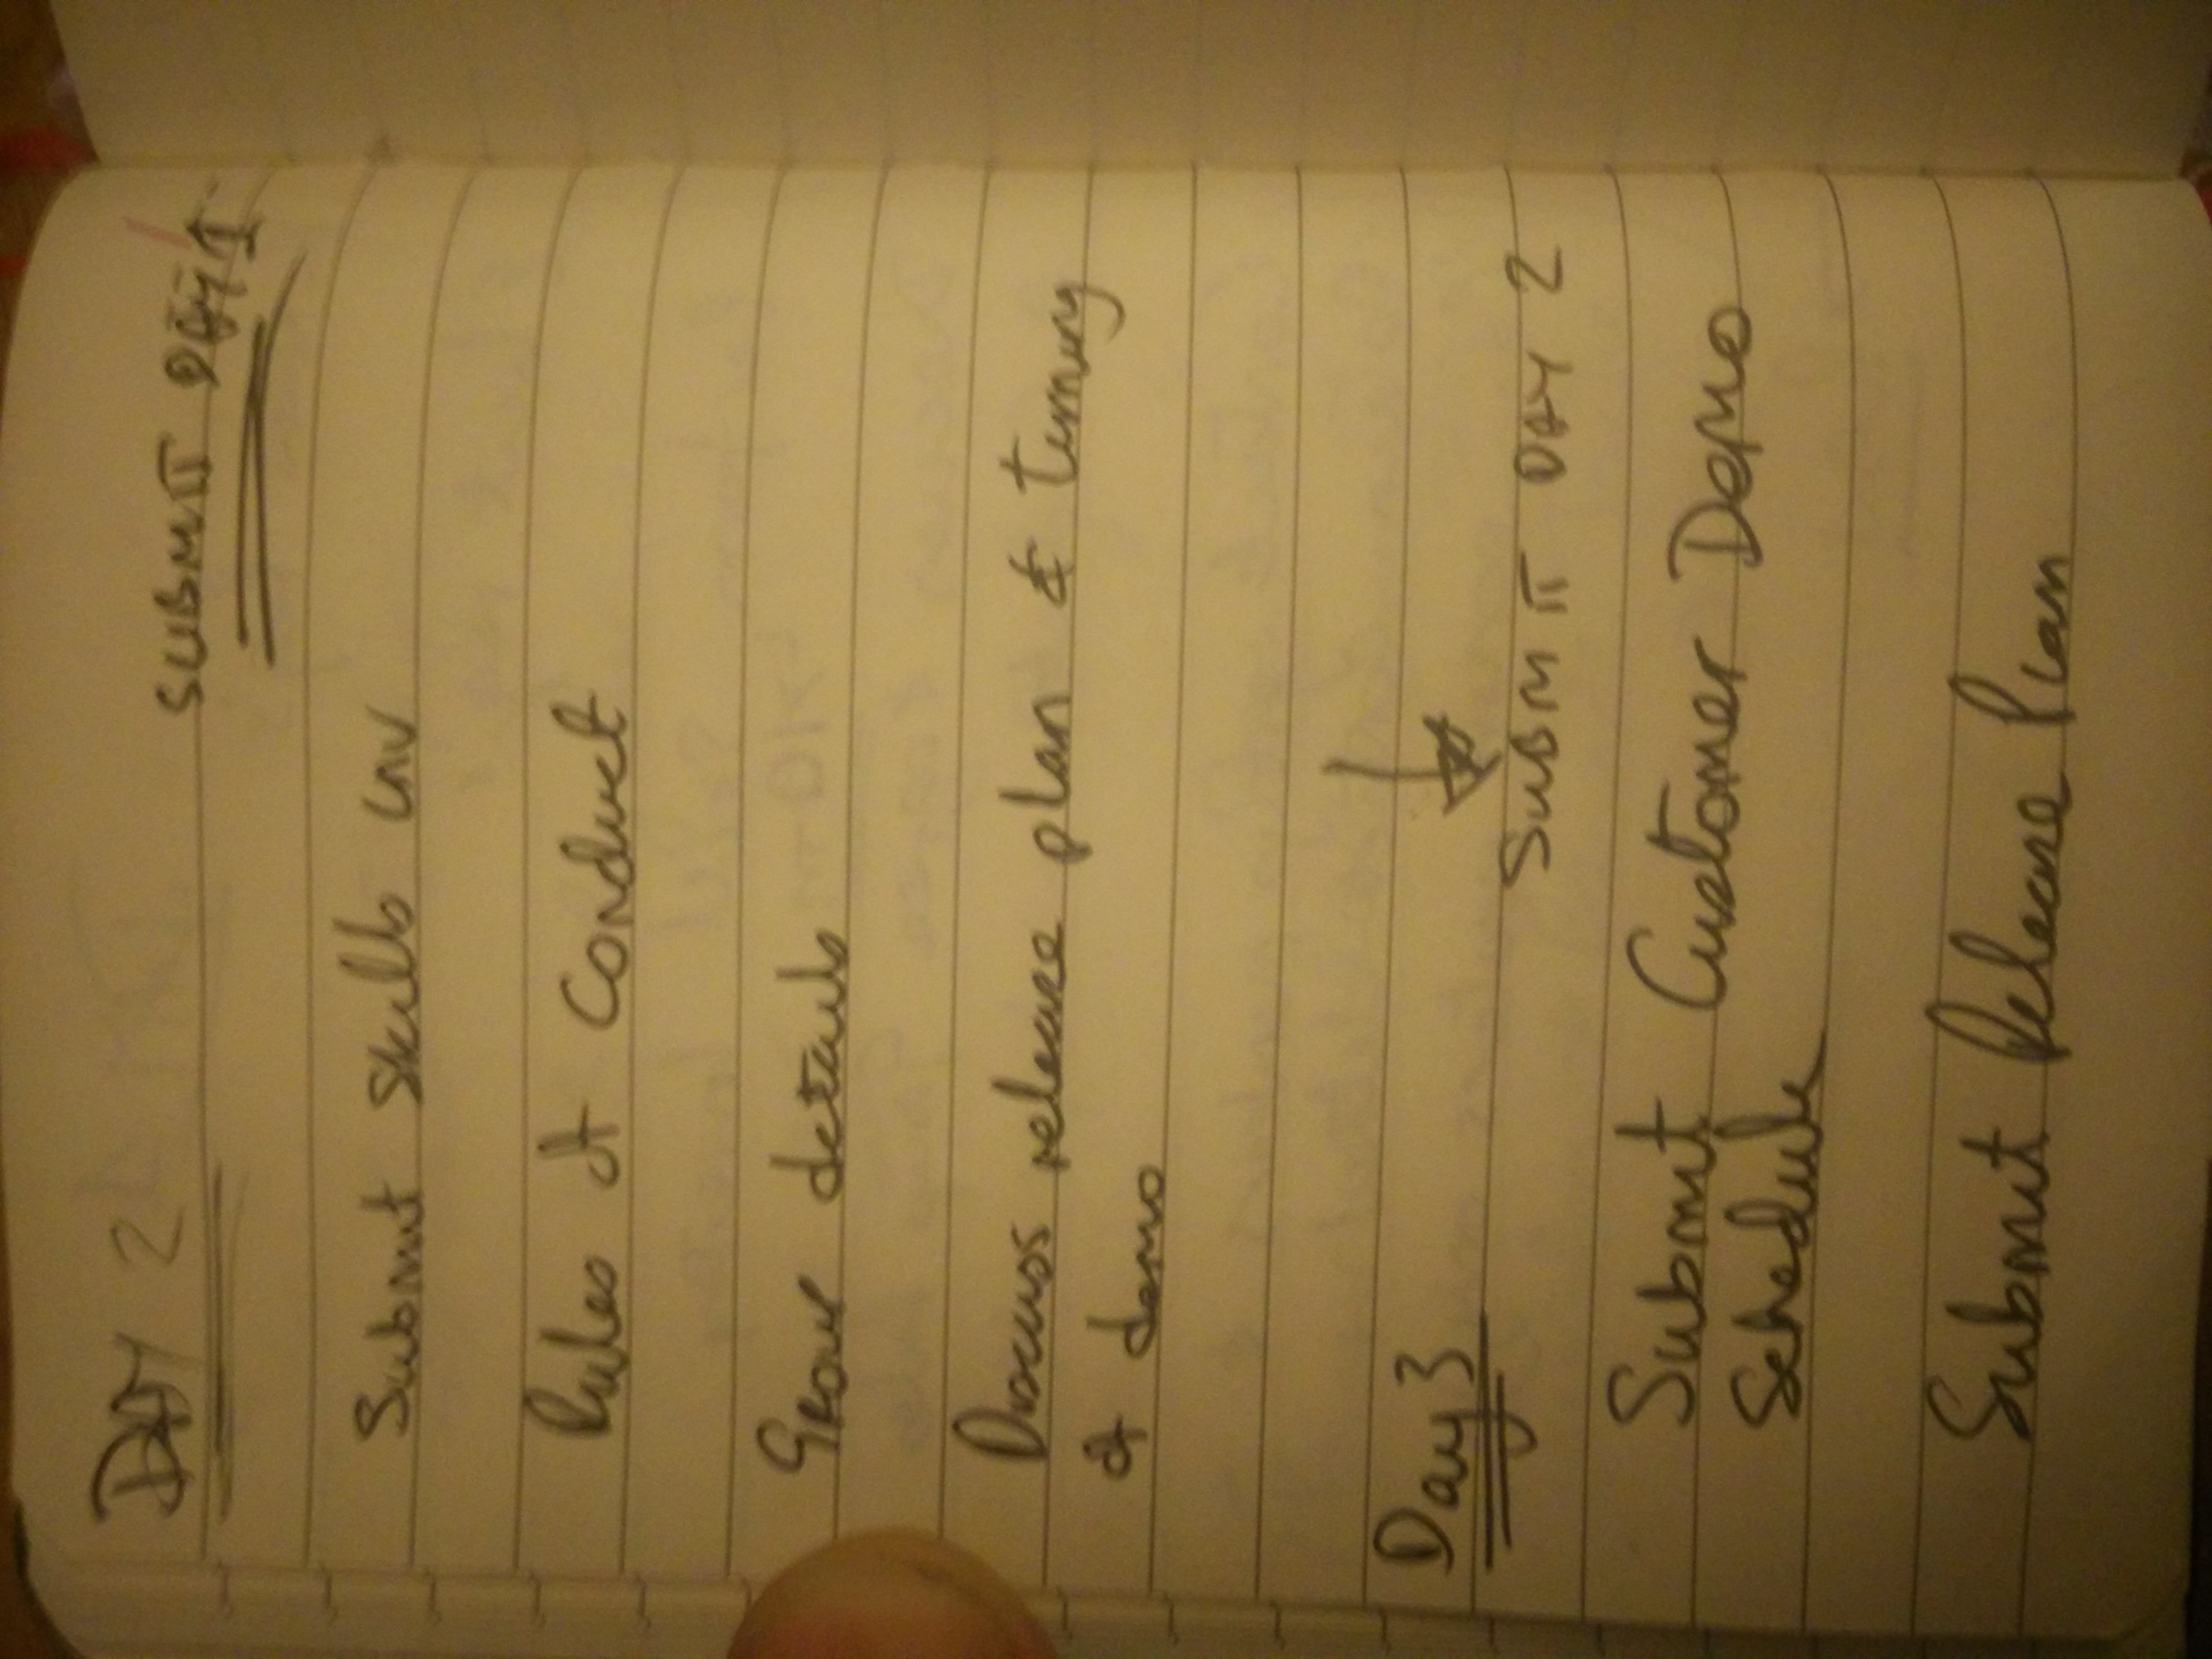 DAY 2
SUBMIT DAY 1
Submit Skills inv
Rules of Conduct
Group details
Discuss release plan & timing
of demo
Day 3
SUBMIT DAY 2
Submit Customer Demo
Schedule
Submit Release Plan